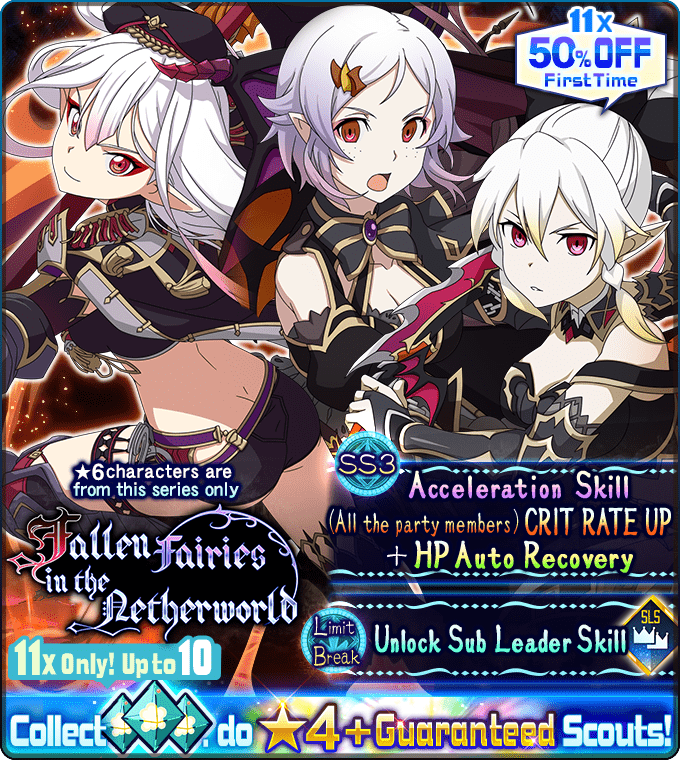 11x
50%OFF
First Time
★6 characters are
from this series only
SS3
Acceleration Skill
(All the party members) CRIT RATE UP
+ HP Auto Recovery
Fallen Fairies
in the
Netherworld
Limit
Break
Unlock Sub Leader Skill
SLS
11x Only! Up to 10
Collect , do ★4+Guaranteed Scouts!